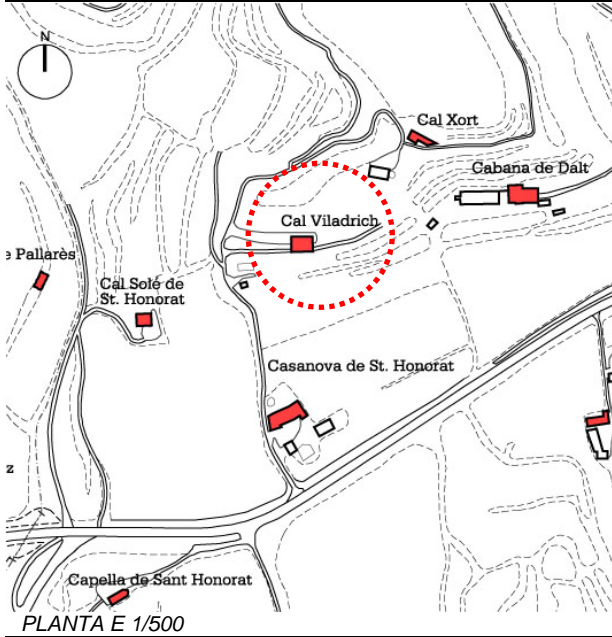 N
Cal Xort
Cabana de Dalt
Cal Viladrich
e Pallarès
Cal Solé de
St. Honorat
Casanova de St. Honorat
z
Capella de Sant Honorat
PLANTA E 1/500